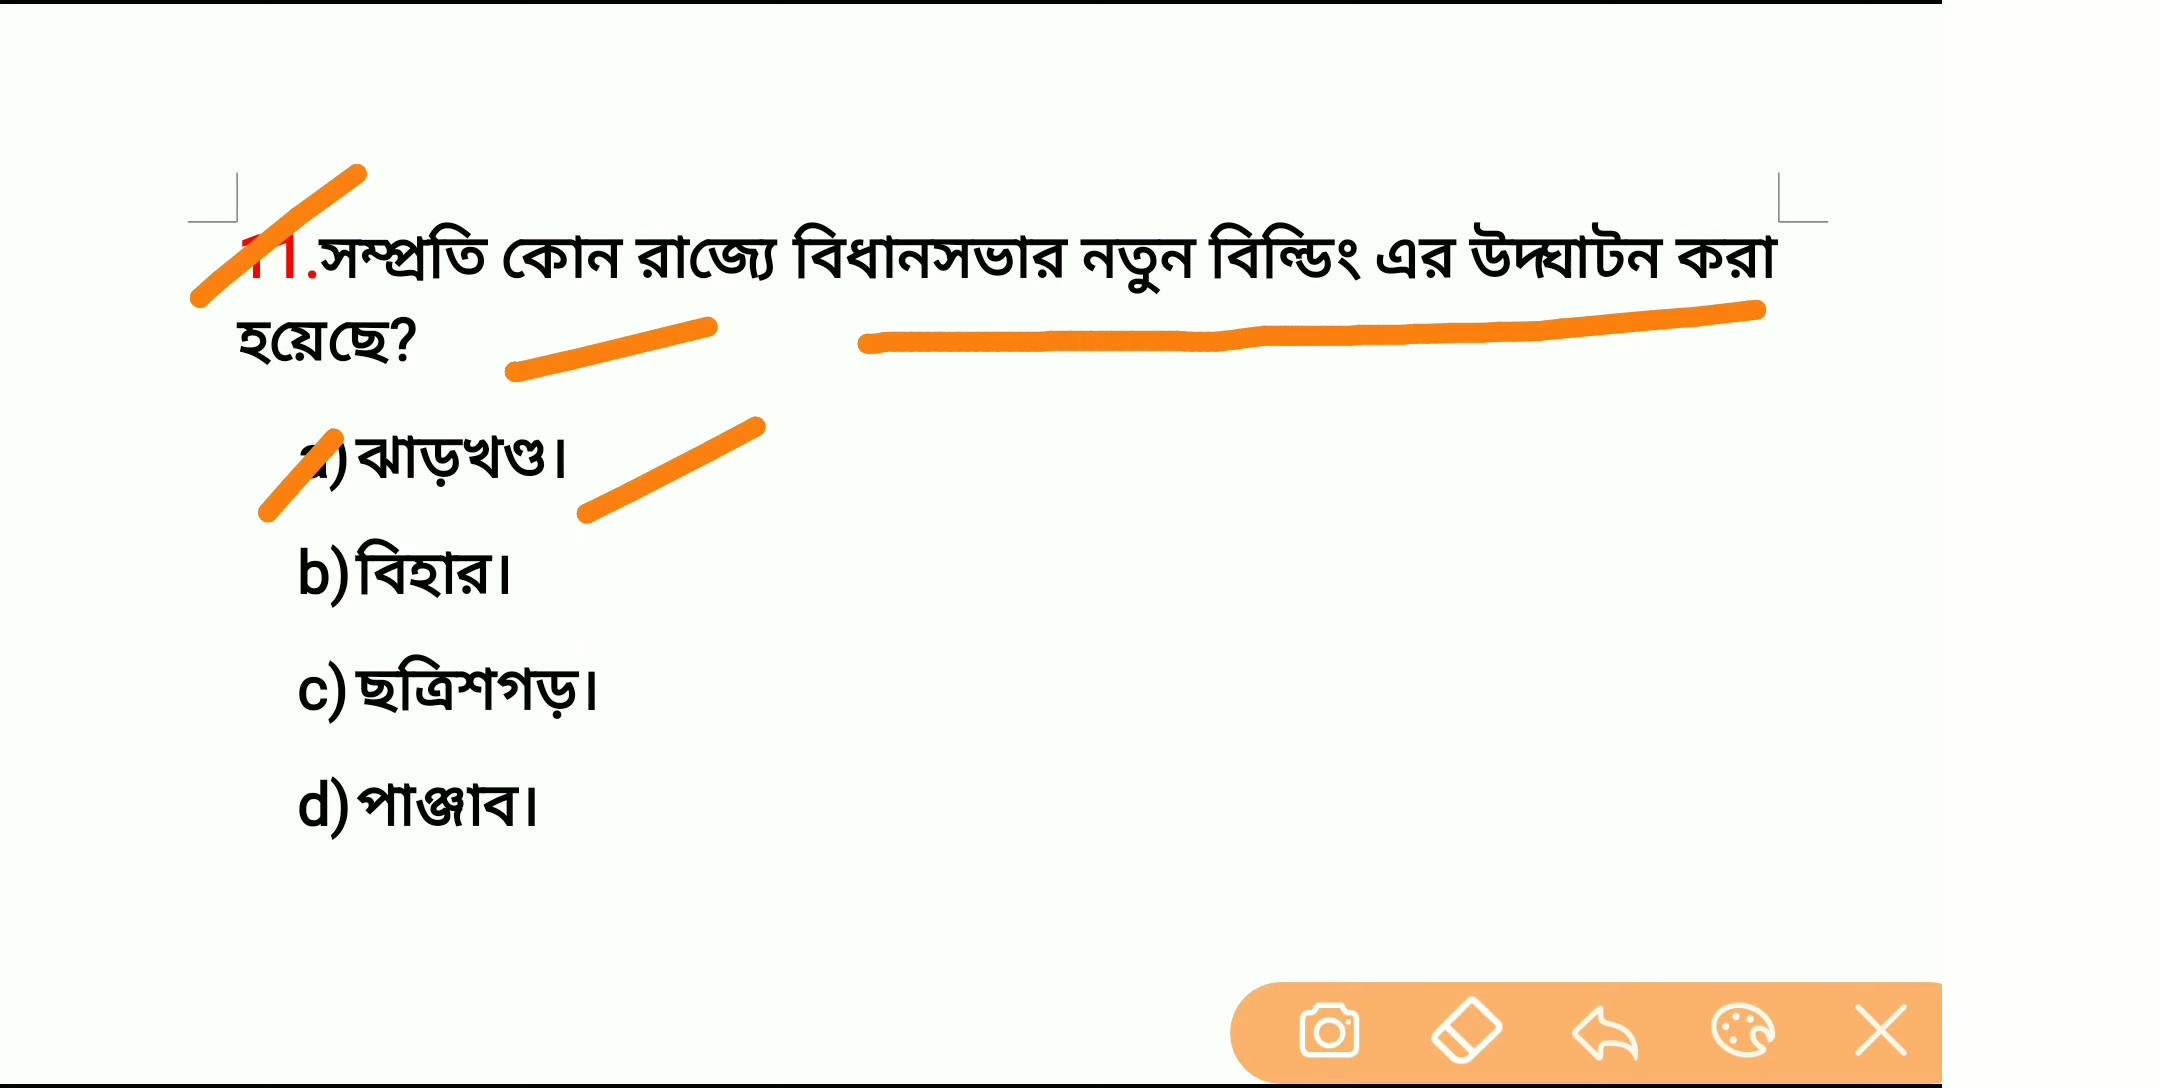 11.সম্প্রতি কোন রাজ্যে বিধানসভার নতুন বিল্ডিং এর উদ্ঘাটন করা
হয়েছে?
a) ঝাড়খণ্ড।
b) বিহার।
c) ছত্রিশগড়।
d) পাঞ্জাব।